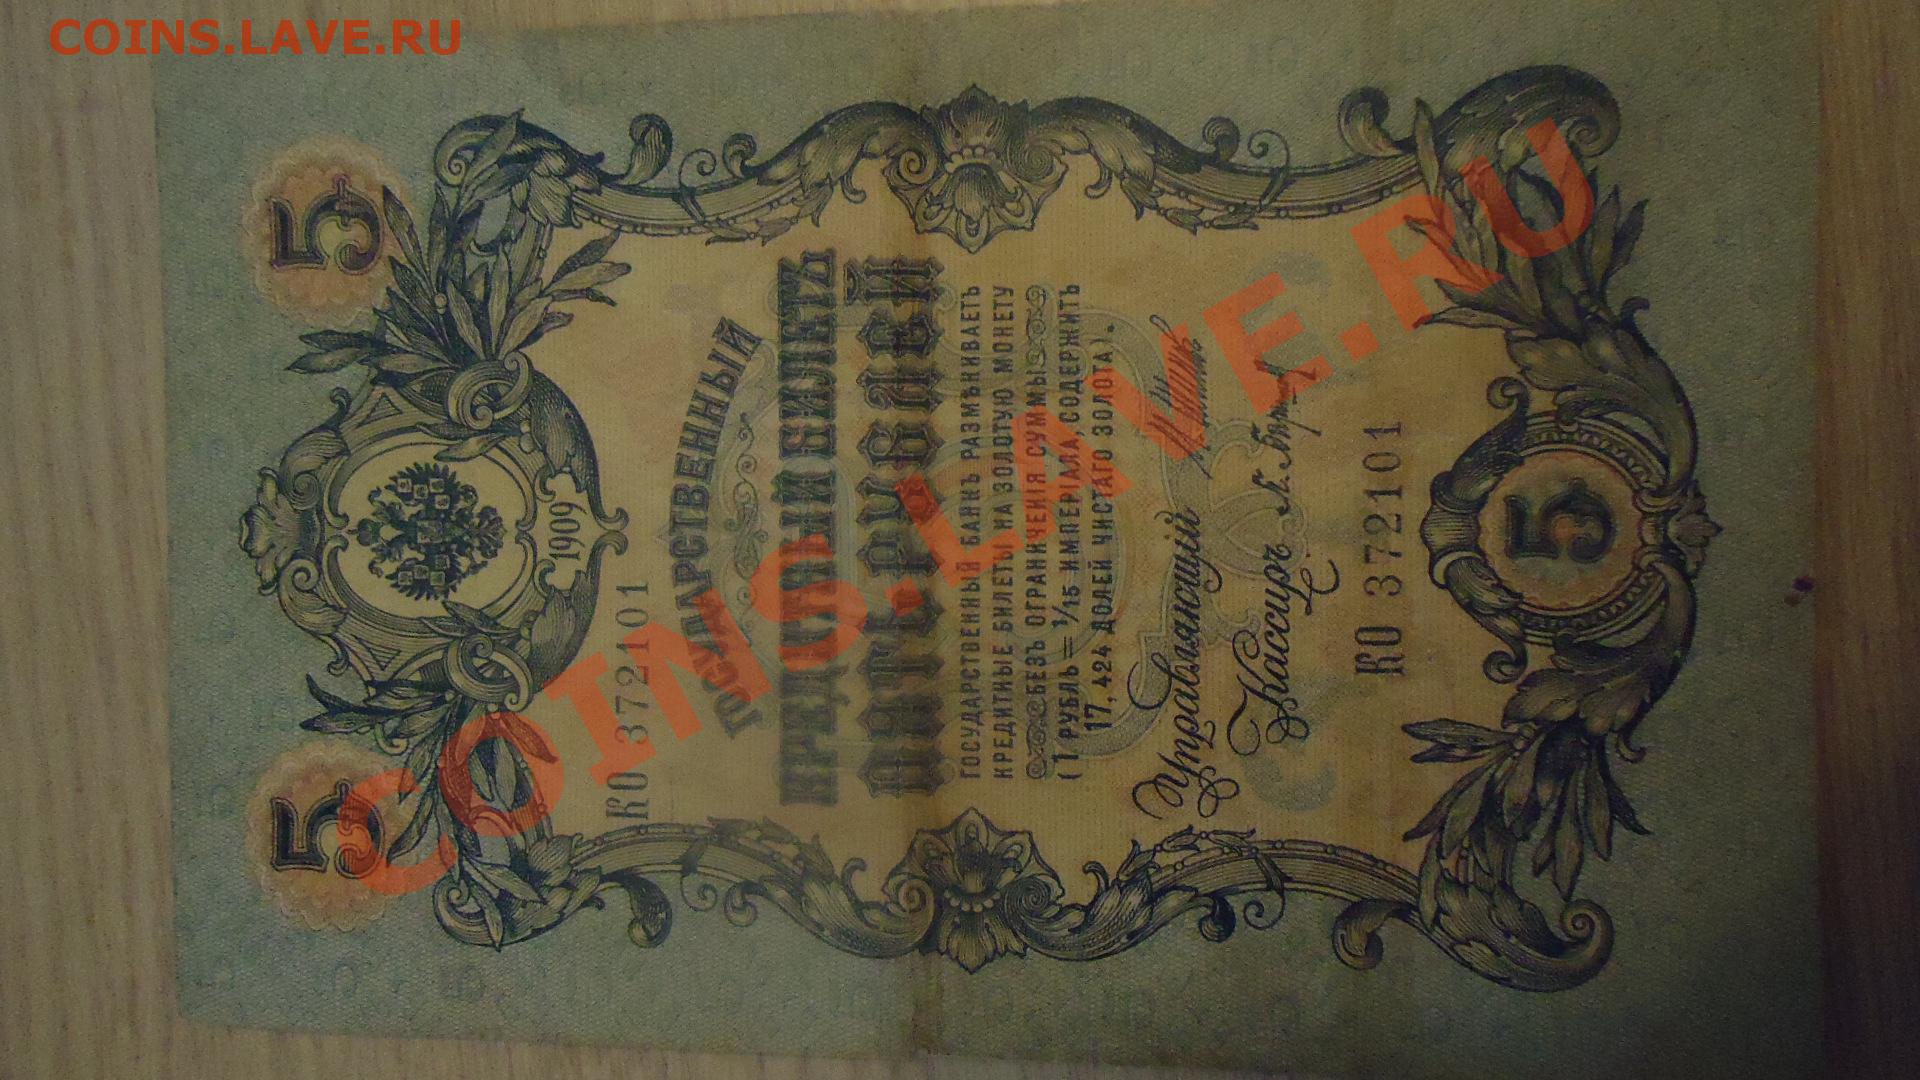 COINS.LAVE.RU
5 5
1909
КО 372101
ГОСУДАРСТВЕННЫЙ
КРЕДИТНЫЙ БИЛЕТЪ
ПЯТЬ РУБЛЕЙ
ГОСУДАРСТВЕННЫЙ БАНКЪ РАЗМѢНИВАЕТЪ
КРЕДИТНЫЕ БИЛЕТЫ НА ЗОЛОТУЮ МОНЕТУ
БЕЗЪ ОГРАНИЧЕНІЯ СУММЫ
(1 РУБЛЬ = 1/15 ИМПЕРІАЛА, СОДЕРЖИТЪ
17,424 ДОЛЕЙ ЧИСТАГО ЗОЛОТА).
Управляющій
Кассиръ
КО 372101
5
COINS.LAVE.RU